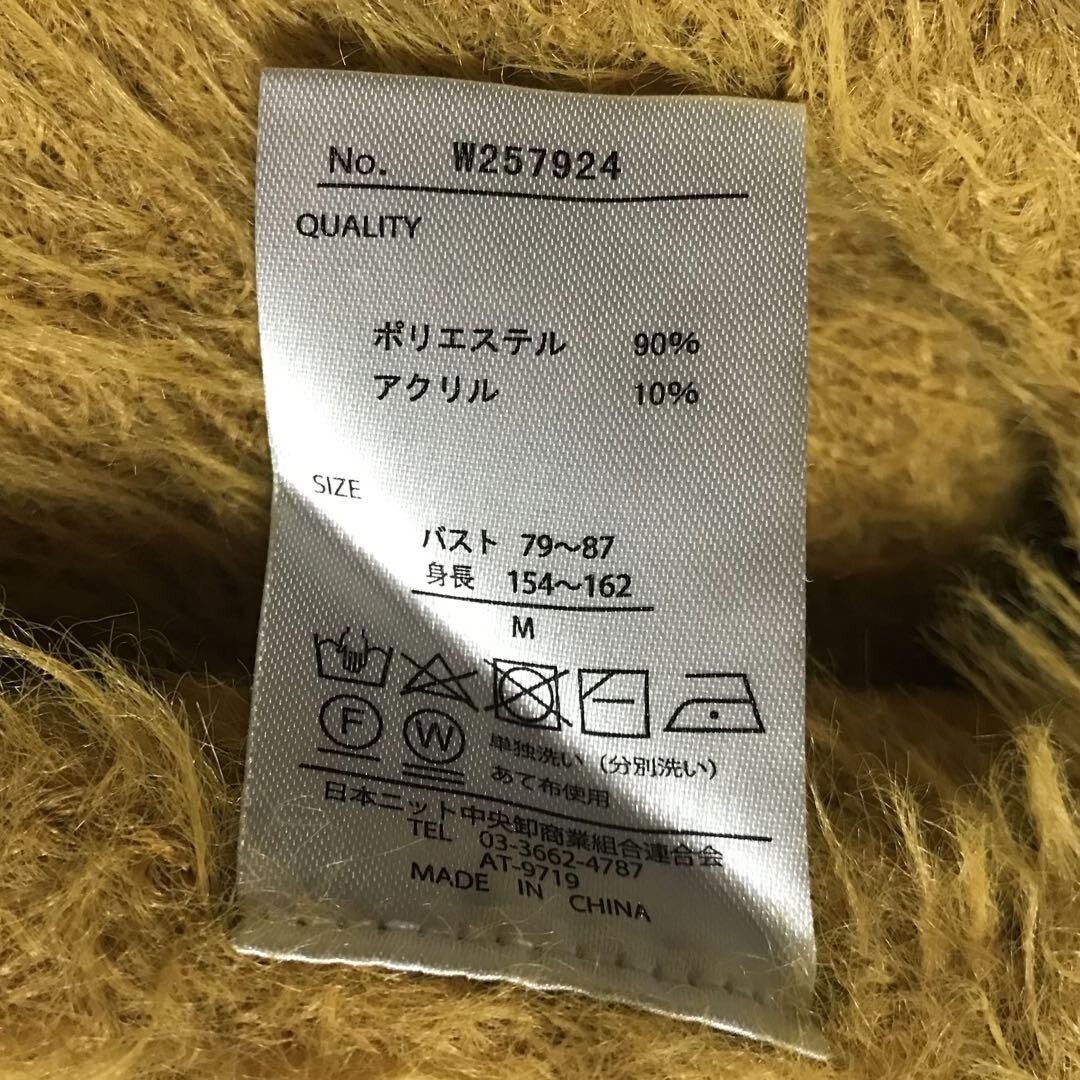 No. W257924
QUALITY
ポリエステル 90%
アクリル 10%
SIZE
バスト 79〜87
身長 154〜162
M
F W 単独洗い (分別洗い)
あて布使用
日本ニット中央卸商業組合連合会
TEL 03-3662-4787
AT-9719
MADE IN CHINA